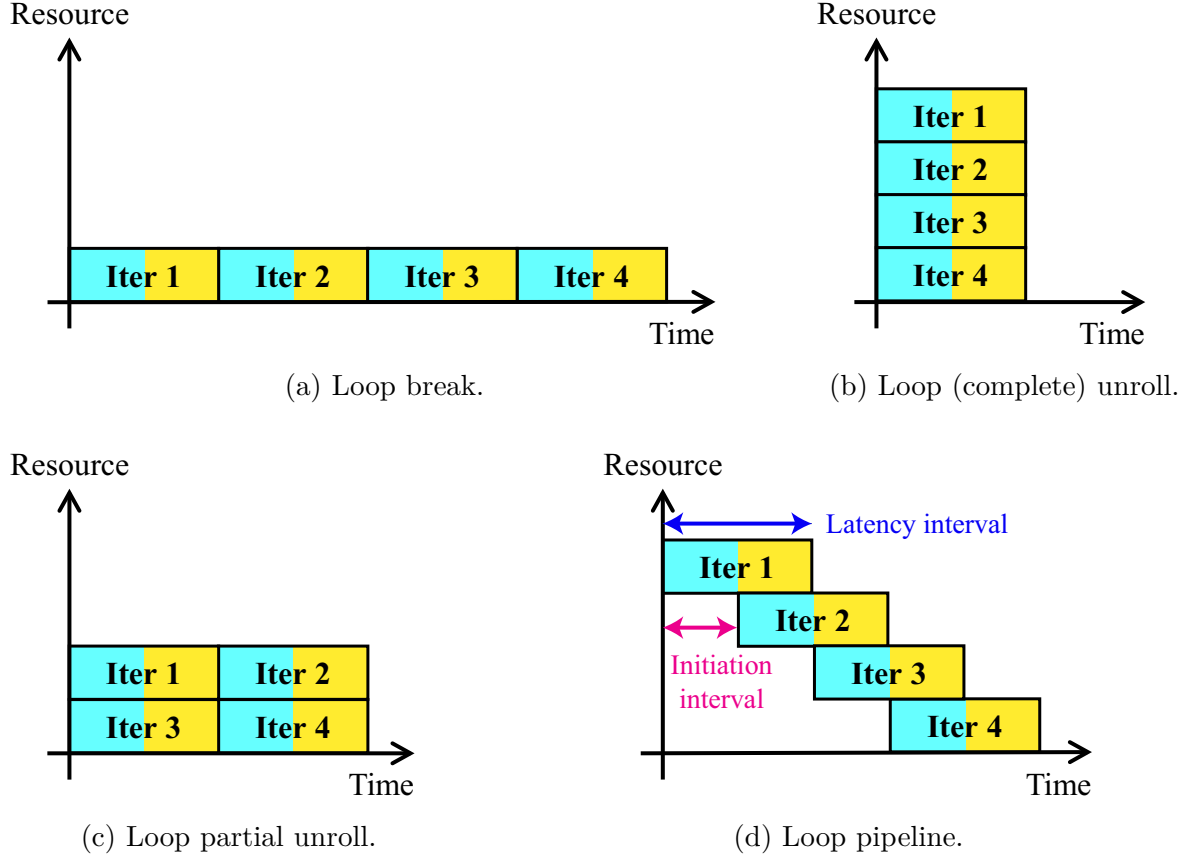 Resource
Iter 1 Iter 2 Iter 3 Iter 4
Time
(a) Loop break.
Resource
Iter 1
Iter 2
Iter 3
Iter 4
Time
(b) Loop (complete) unroll.
Resource
Iter 1 Iter 2
Iter 3 Iter 4
Time
(c) Loop partial unroll.
Resource
Latency interval
Iter 1
Iter 2
Initiation
interval
Iter 3
Iter 4
Time
(d) Loop pipeline.